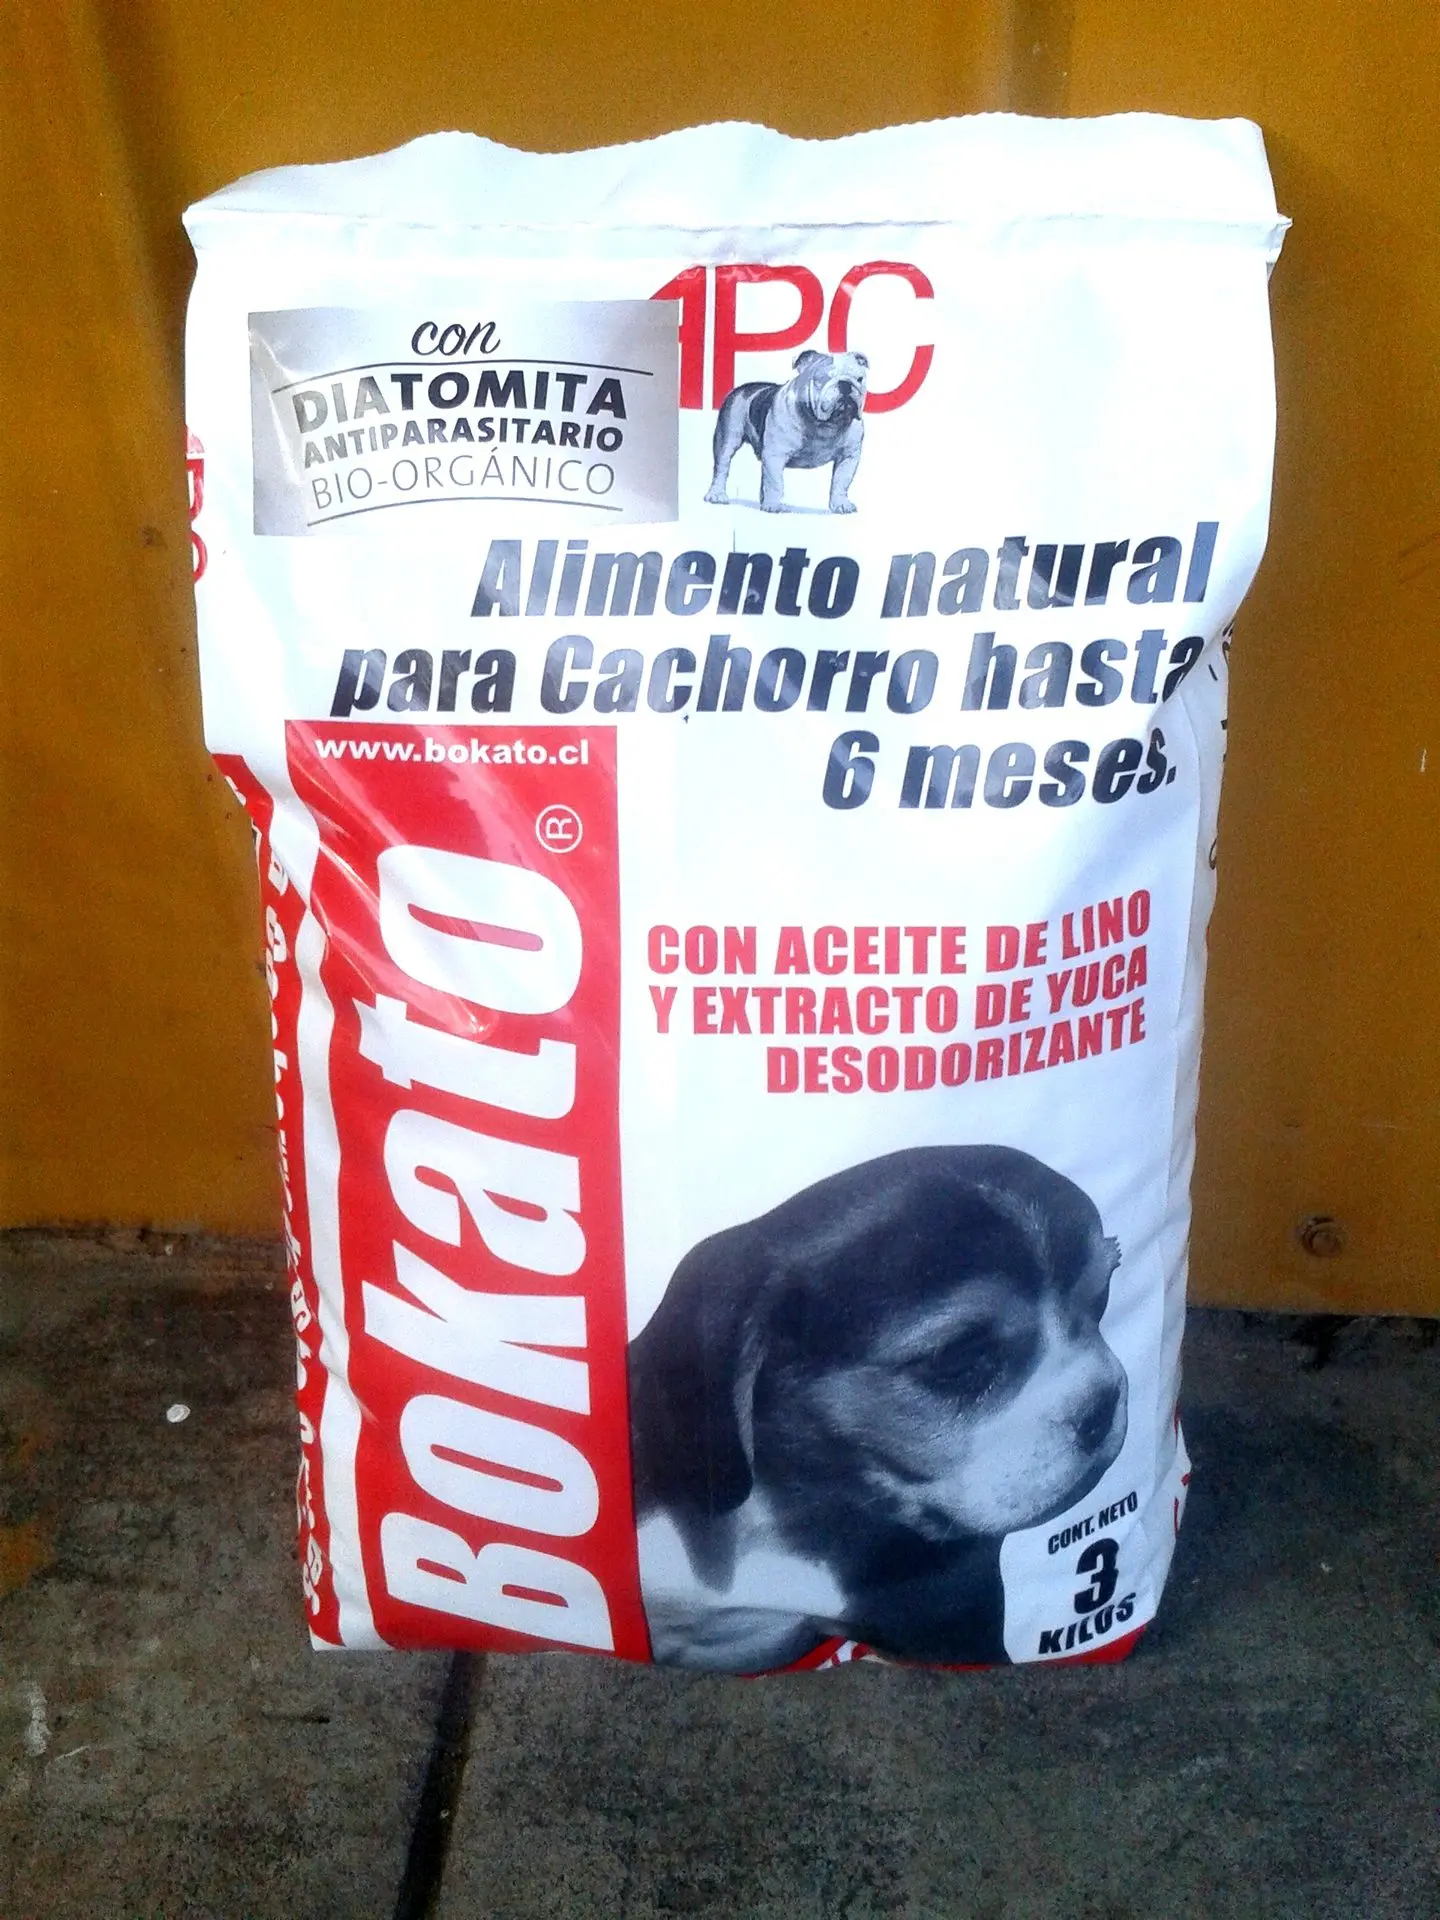 APC
con
DIATOMITA
ANTIPARASITARIO
BIO-ORGÁNICO
Alimento natural
para Cachorro hasta
6 meses.
www.bokato.cl
Bokato®
CON ACEITE DE LINO
Y EXTRACTO DE YUCA
DESODORIZANTE
CONT. NETO
3
KILOS